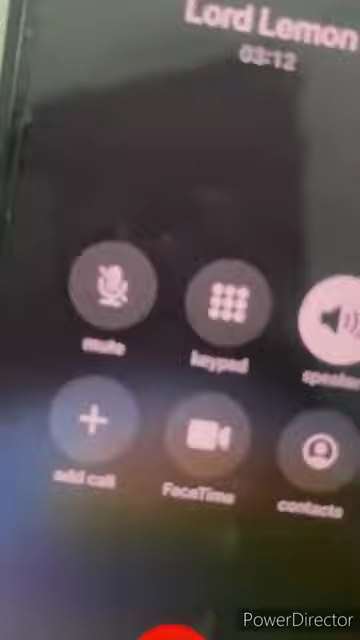 Lord Lemon
03:12
mute keypad speaker
add call FaceTime contacts
PowerDirector